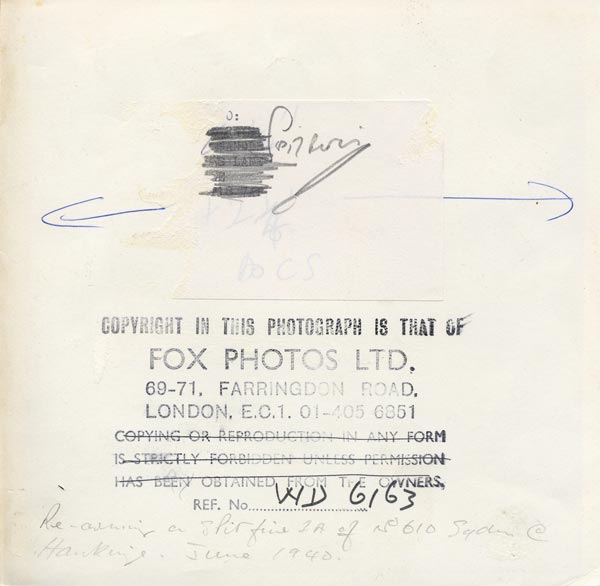 O:
DOCS
COPYRIGHT IN THIS PHOTOGRAPH IS THAT OF
FOX PHOTOS LTD.
69-71, FARRINGDON ROAD,
LONDON, E.C.1. 01-405 6851
COPYING OR REPRODUCTION IN ANY FORM
IS STRICTLY FORBIDDEN UNLESS PERMISSION
HAS BEEN OBTAINED FROM THE OWNERS,
REF. No. WD 6163
Re-arming a Spitfire IA of No 610 Sqdn @
Hawkinge. June 1940.